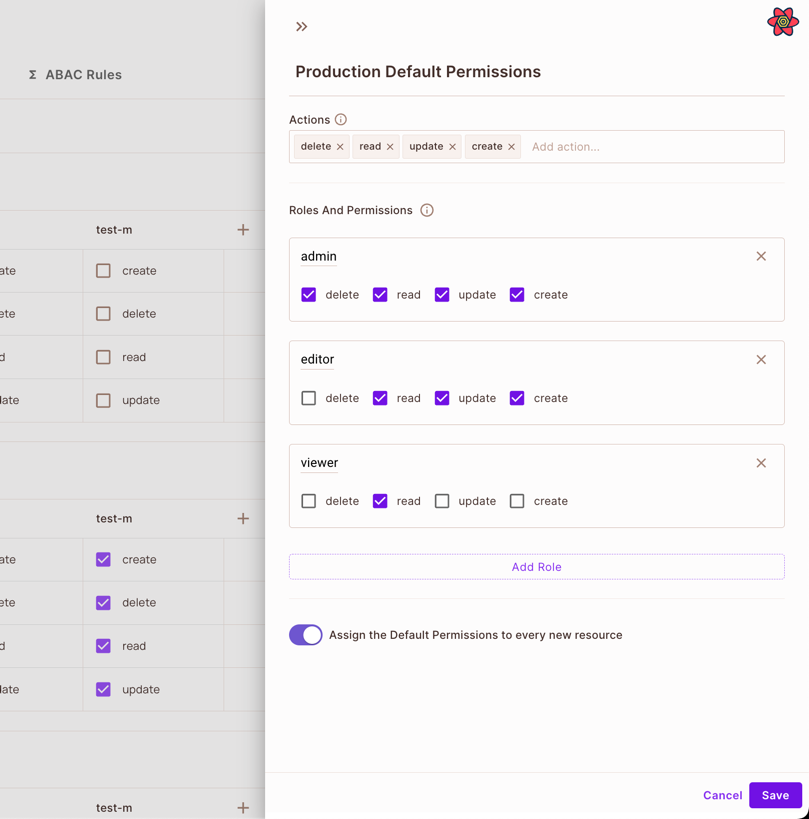 Σ ABAC Rules
test-m
ate
create
ete
delete
d
read
date
update
test-m
ate
create
ete
delete
d
read
date
update
test-m
Production Default Permissions
Actions
delete read update create Add action...
Roles And Permissions
admin
delete read update create
editor
delete read update create
viewer
delete read update create
Add Role
Assign the Default Permissions to every new resource
Cancel Save